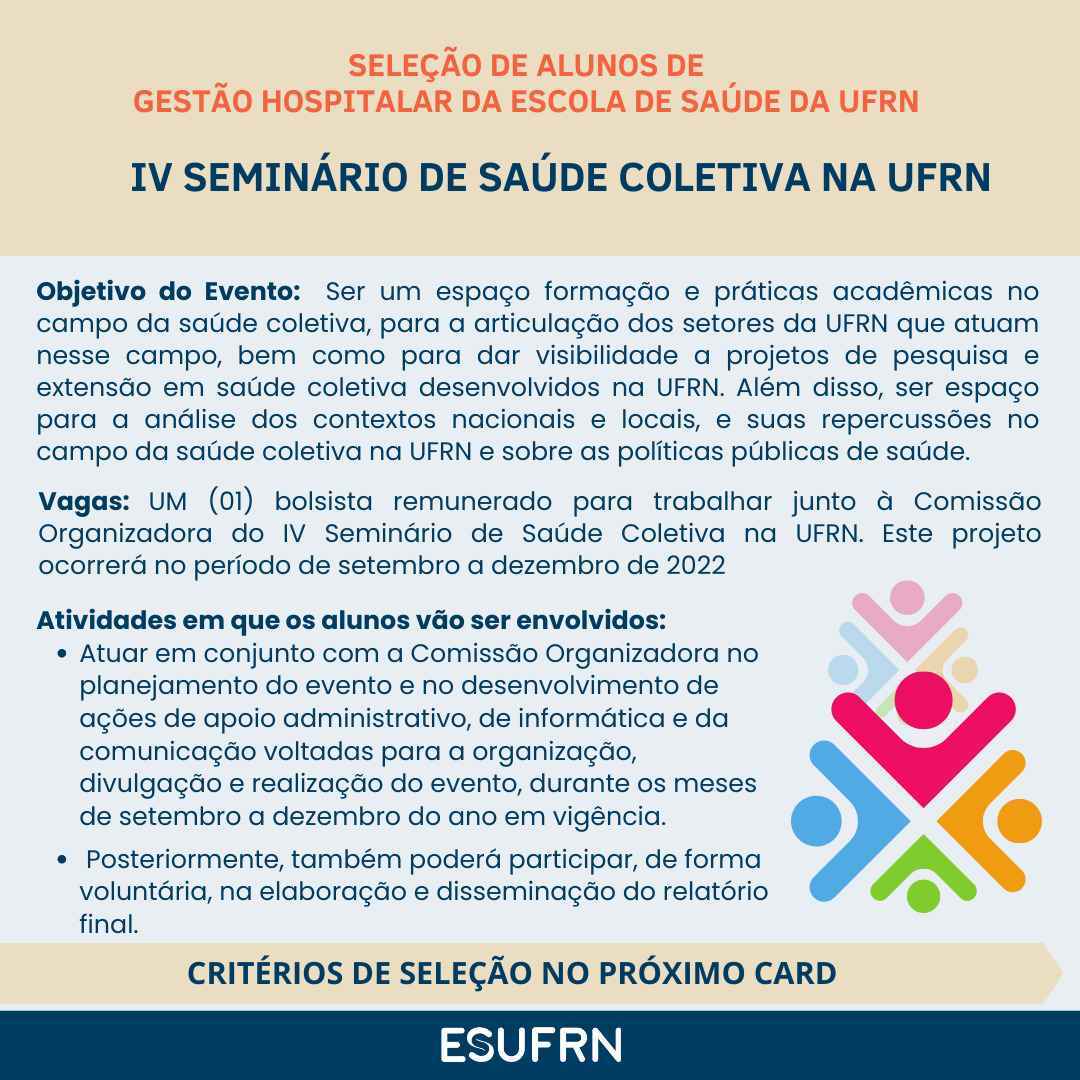 SELEÇÃO DE ALUNOS DE
GESTÃO HOSPITALAR DA ESCOLA DE SAÚDE DA UFRN
IV SEMINÁRIO DE SAÚDE COLETIVA NA UFRN
Objetivo do Evento: Ser um espaço formação e práticas acadêmicas no
campo da saúde coletiva, para a articulação dos setores da UFRN que atuam
nesse campo, bem como para dar visibilidade a projetos de pesquisa e
extensão em saúde coletiva desenvolvidos na UFRN. Além disso, ser espaço
para a análise dos contextos nacionais e locais, e suas repercussões no
campo da saúde coletiva na UFRN e sobre as políticas públicas de saúde.
Vagas: UM (01) bolsista remunerado para trabalhar junto à Comissão
Organizadora do IV Seminário de Saúde Coletiva na UFRN. Este projeto
ocorrerá no período de setembro a dezembro de 2022
Atividades em que os alunos vão ser envolvidos:
• Atuar em conjunto com a Comissão Organizadora no
planejamento do evento e no desenvolvimento de
ações de apoio administrativo, de informática e da
comunicação voltadas para a organização,
divulgação e realização do evento, durante os meses
de setembro a dezembro do ano em vigência.
• Posteriormente, também poderá participar, de forma
voluntária, na elaboração e disseminação do relatório
final.
CRITÉRIOS DE SELEÇÃO NO PRÓXIMO CARD
ESUFRN